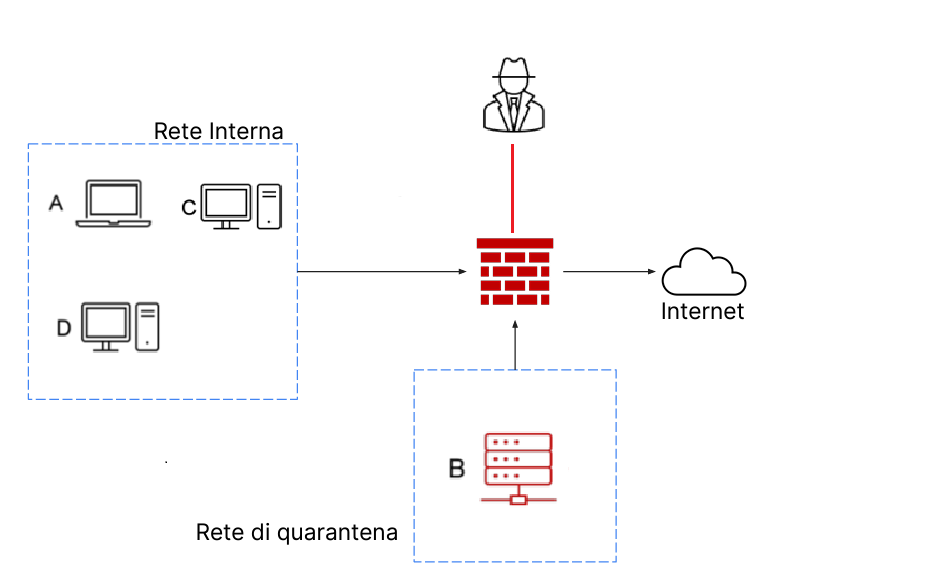 Rete Interna
A
C
D
Internet
B
Rete di quarantena